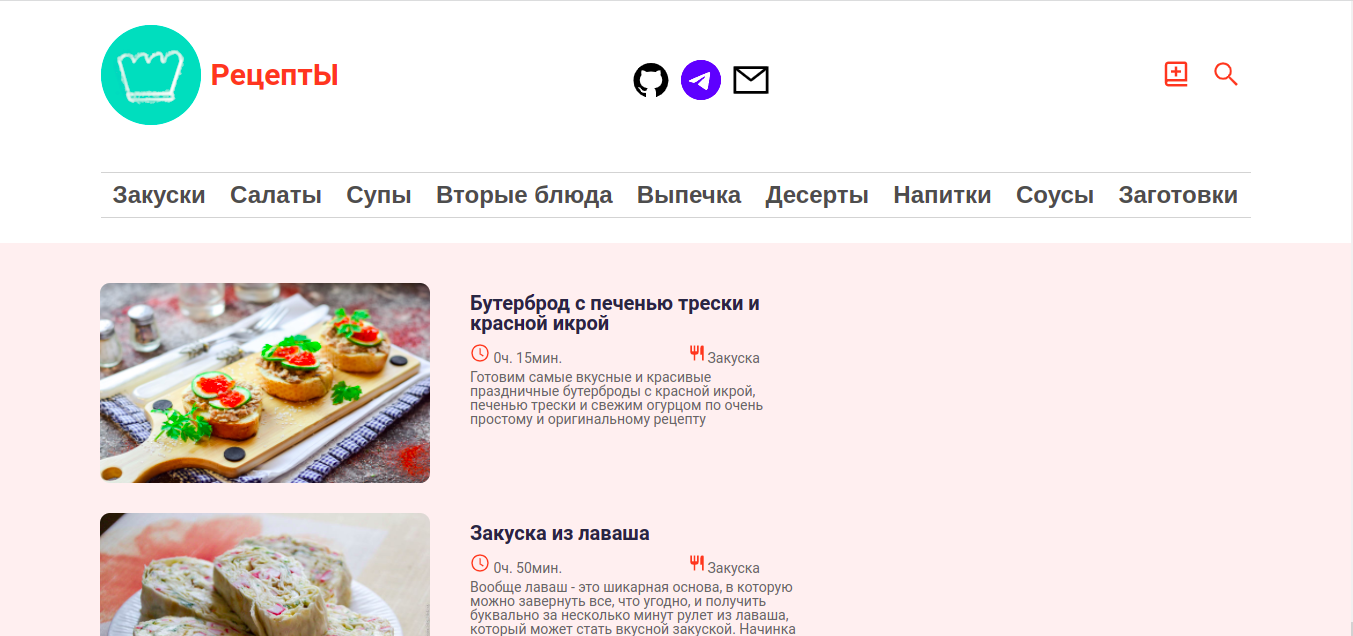 РецептЫ
Закуски Салаты Супы Вторые блюда Выпечка Десерты Напитки Соусы Заготовки
Бутерброд с печенью трески и
красной икрой
0ч. 15мин. Закуска
Готовим самые вкусные и красивые
праздничные бутерброды с красной икрой,
печенью трески и свежим огурцом по очень
простому и оригинальному рецепту
Закуска из лаваша
0ч. 50мин. Закуска
Вообще лаваш - это шикарная основа, в которую
можно завернуть все, что угодно, и получить
буквально за несколько минут рулет из лаваша,
который может стать вкусной закуской. Начинка